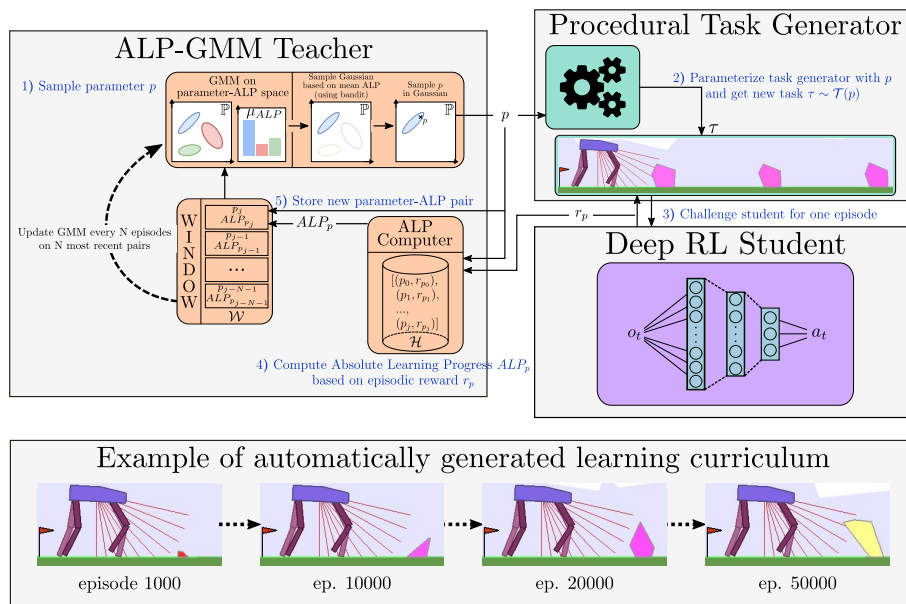 ALP-GMM Teacher
1) Sample parameter p
GMM on
parameter-ALP space
ℙ
μ_ALP
Sample Gaussian
based on mean ALP
(using bandit)
ℙ
Sample p
in Gaussian
ℙ
p
p
Update GMM every N episodes
on N most recent pairs
WINDOW
p_j
ALP_{p_j}
p_{j−1}
ALP_{p_{j−1}}
...
p_{j−N−1}
ALP_{p_{j−N−1}}
𝒲
5) Store new parameter-ALP pair
ALP_p
ALP
Computer
[(p_0, r_{p_0}),
(p_1, r_{p_1}),
...,
(p_j, r_{p_j})]
ℋ
4) Compute Absolute Learning Progress ALP_p
based on episodic reward r_p
Procedural Task Generator
2) Parameterize task generator with p
and get new task τ ∼ 𝒯(p)
τ
r_p
3) Challenge student for one episode
Deep RL Student
o_t
a_t
Example of automatically generated learning curriculum
episode 1000
ep. 10000
ep. 20000
ep. 50000